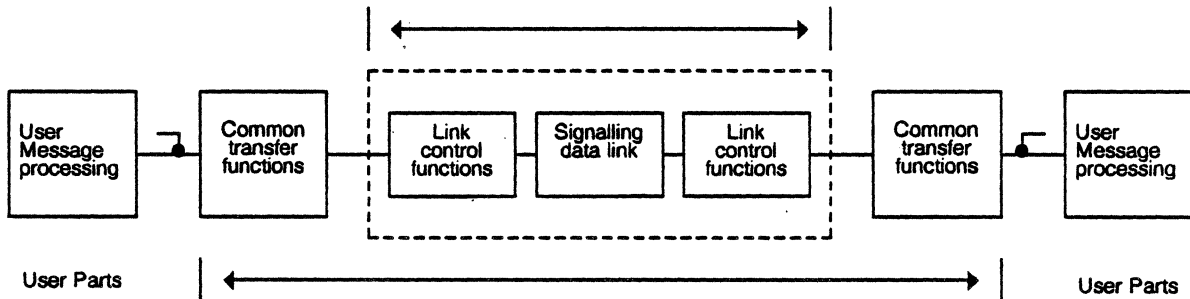 User
Message
processing
Common
transfer
functions
Link
control
functions
Signalling
data link
Link
control
functions
Common
transfer
functions
User
Message
processing
User Parts
User Parts